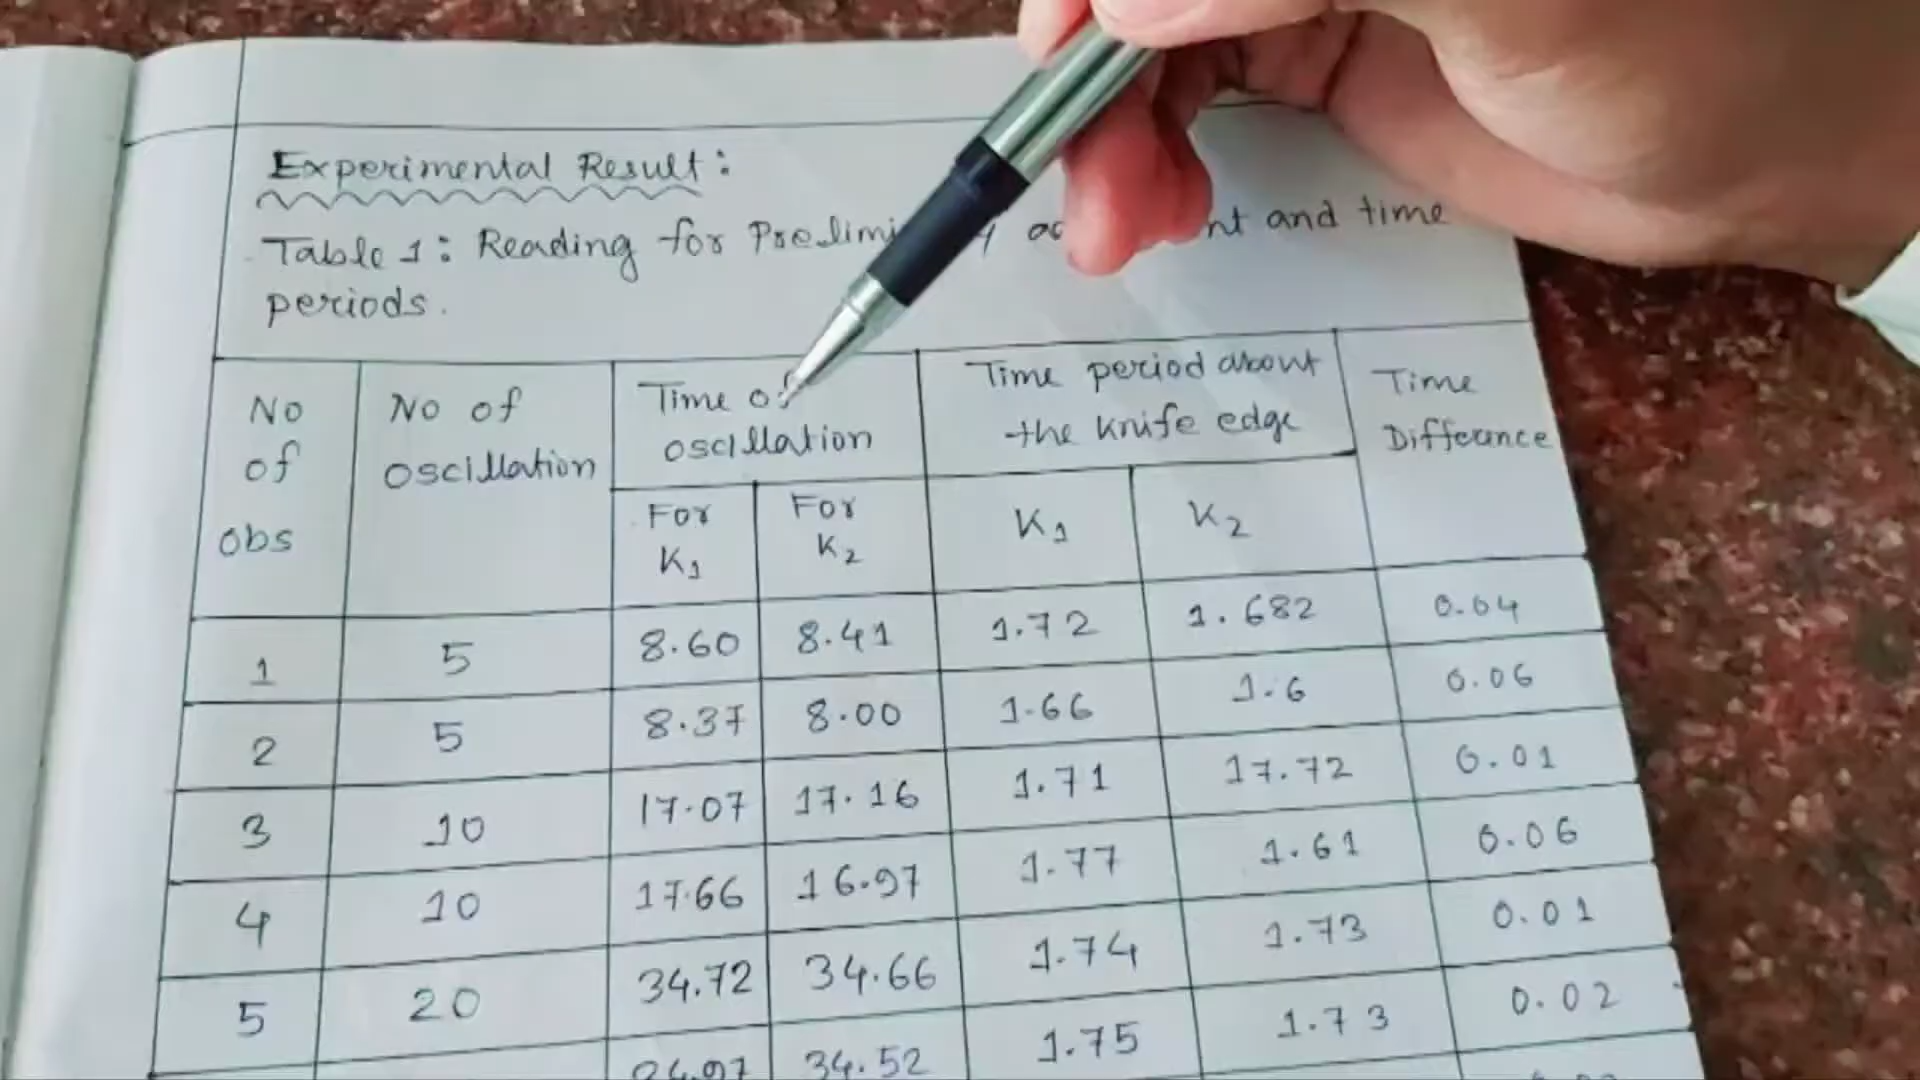 Experimental Result:
Table 1: Reading for and time
periods.
No of obs | No of oscillation | Time of oscillation | Time period about the knife edge | Time Difference
For K1 | For K2 | K1 | K2
1 | 5 | 8.60 | 8.41 | 1.72 | 1.682 | 0.04
2 | 5 | 8.37 | 8.00 | 1.66 | 1.6 | 0.06
3 | 10 | 17.07 | 17.16 | 1.71 | 17.72 | 0.01
4 | 10 | 17.66 | 16.97 | 1.77 | 1.61 | 0.06
5 | 20 | 34.72 | 34.66 | 1.74 | 1.73 | 0.01
34.52 | 1.75 | 1.73 | 0.02